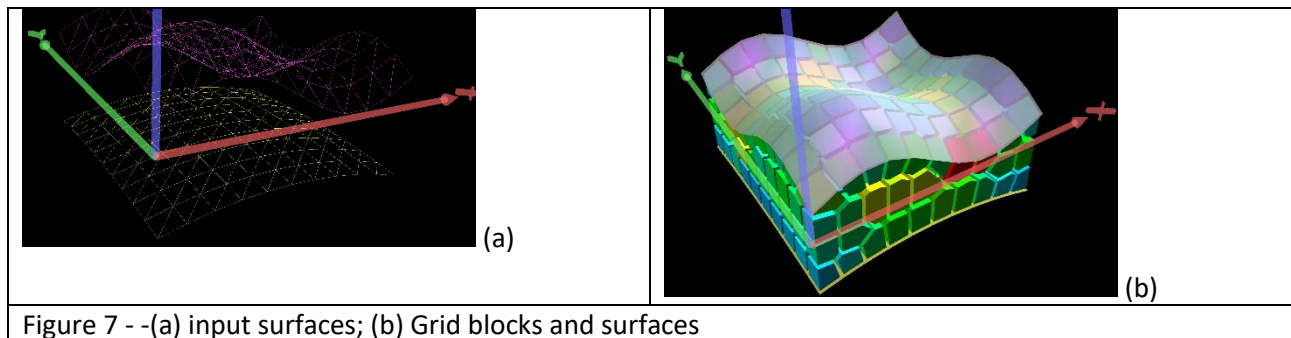 Y
X
(a)
Y
X
(b)
Figure 7 - -(a) input surfaces; (b) Grid blocks and surfaces